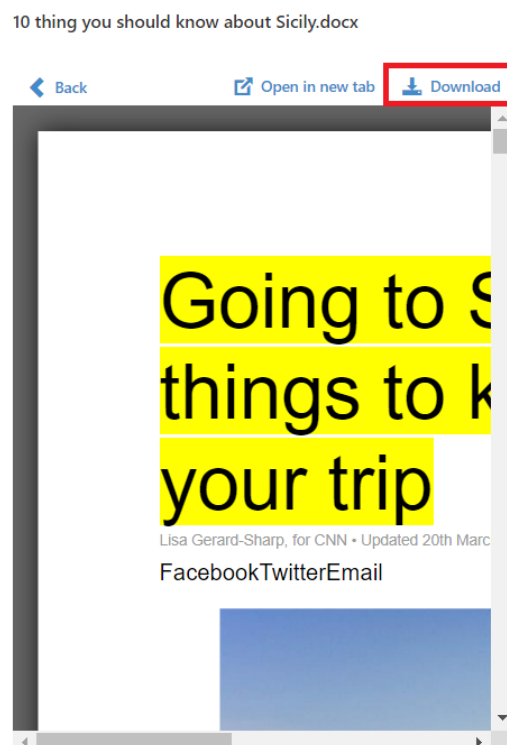 10 thing you should know about Sicily.docx
Back Open in new tab Download
Going to S
things to k
your trip
Lisa Gerard-Sharp, for CNN • Updated 20th Marc
FacebookTwitterEmail